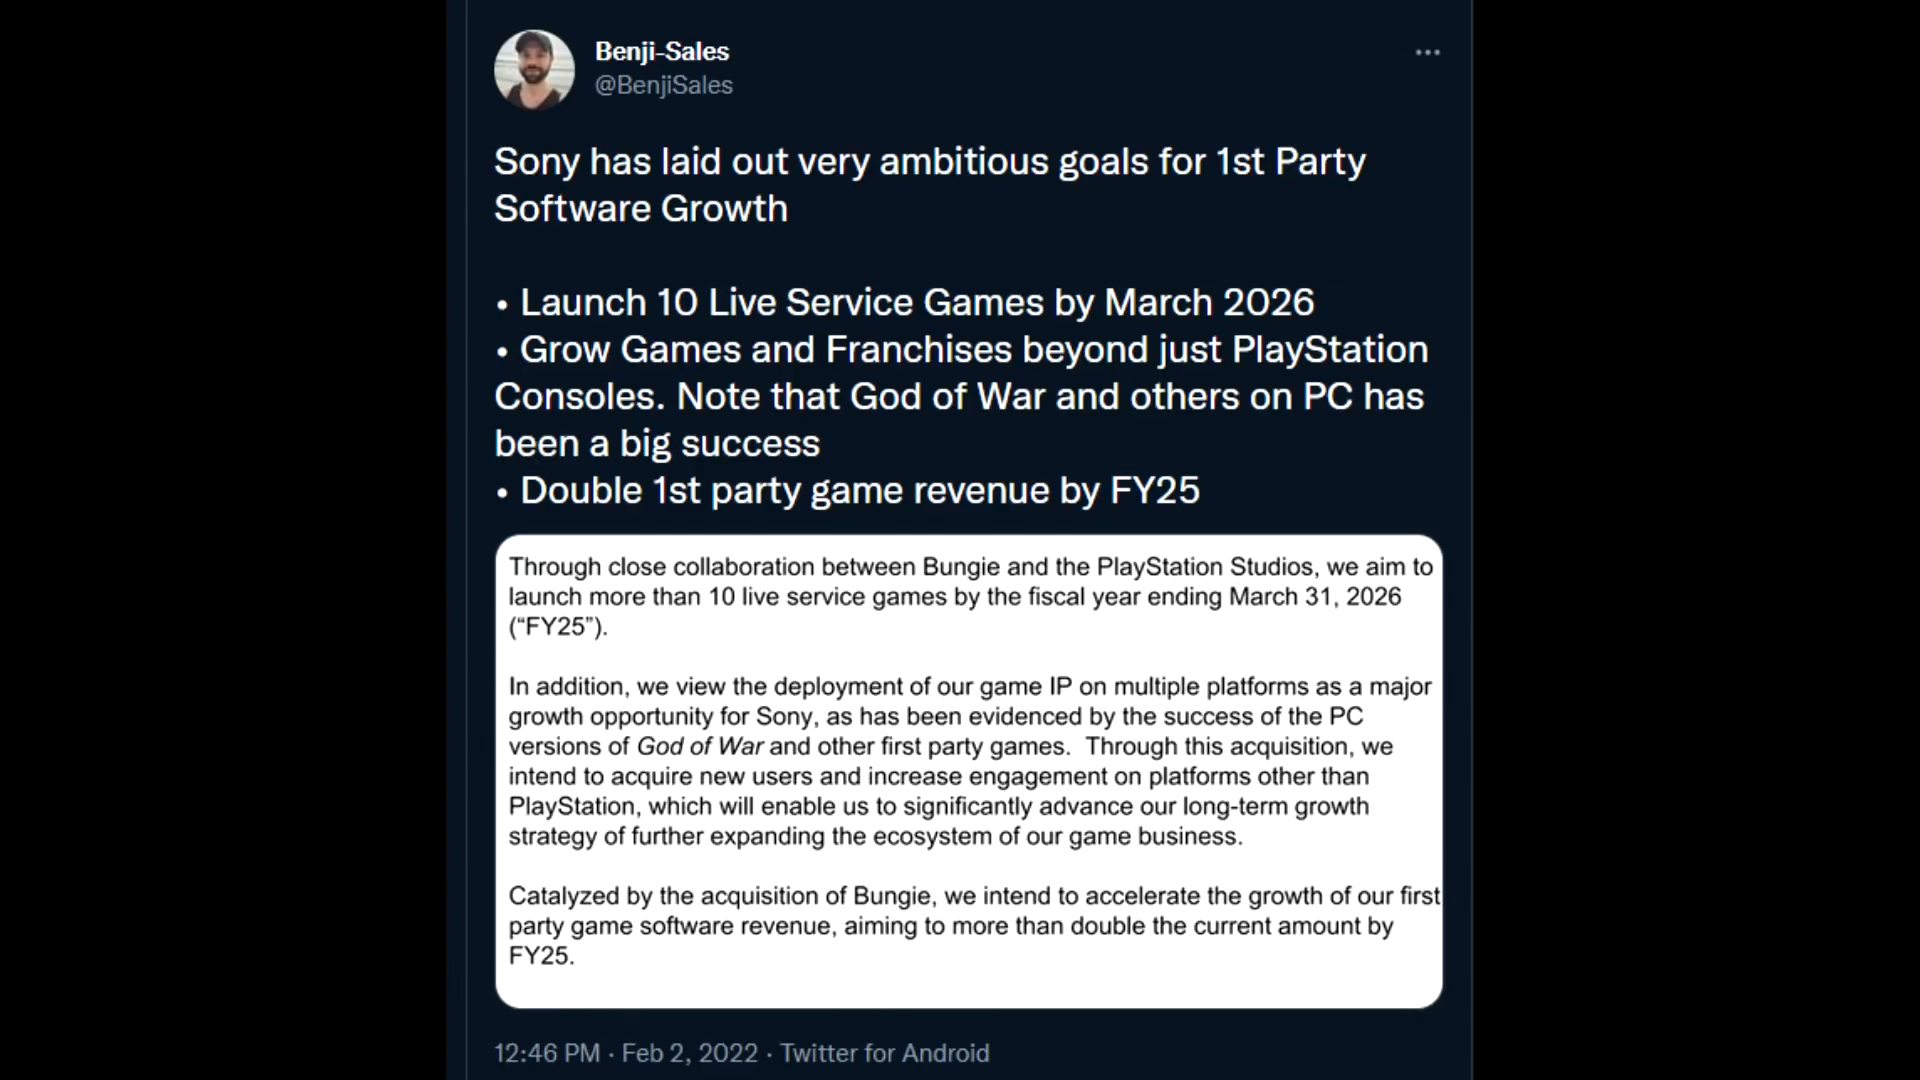 Benji-Sales
@BenjiSales
Sony has laid out very ambitious goals for 1st Party
Software Growth
• Launch 10 Live Service Games by March 2026
• Grow Games and Franchises beyond just PlayStation
Consoles. Note that God of War and others on PC has
been a big success
• Double 1st party game revenue by FY25
Through close collaboration between Bungie and the PlayStation Studios, we aim to
launch more than 10 live service games by the fiscal year ending March 31, 2026
(“FY25”).
In addition, we view the deployment of our game IP on multiple platforms as a major
growth opportunity for Sony, as has been evidenced by the success of the PC
versions of God of War and other first party games.  Through this acquisition, we
intend to acquire new users and increase engagement on platforms other than
PlayStation, which will enable us to significantly advance our long-term growth
strategy of further expanding the ecosystem of our game business.
Catalyzed by the acquisition of Bungie, we intend to accelerate the growth of our first
party game software revenue, aiming to more than double the current amount by
FY25.
12:46 PM · Feb 2, 2022 · Twitter for Android